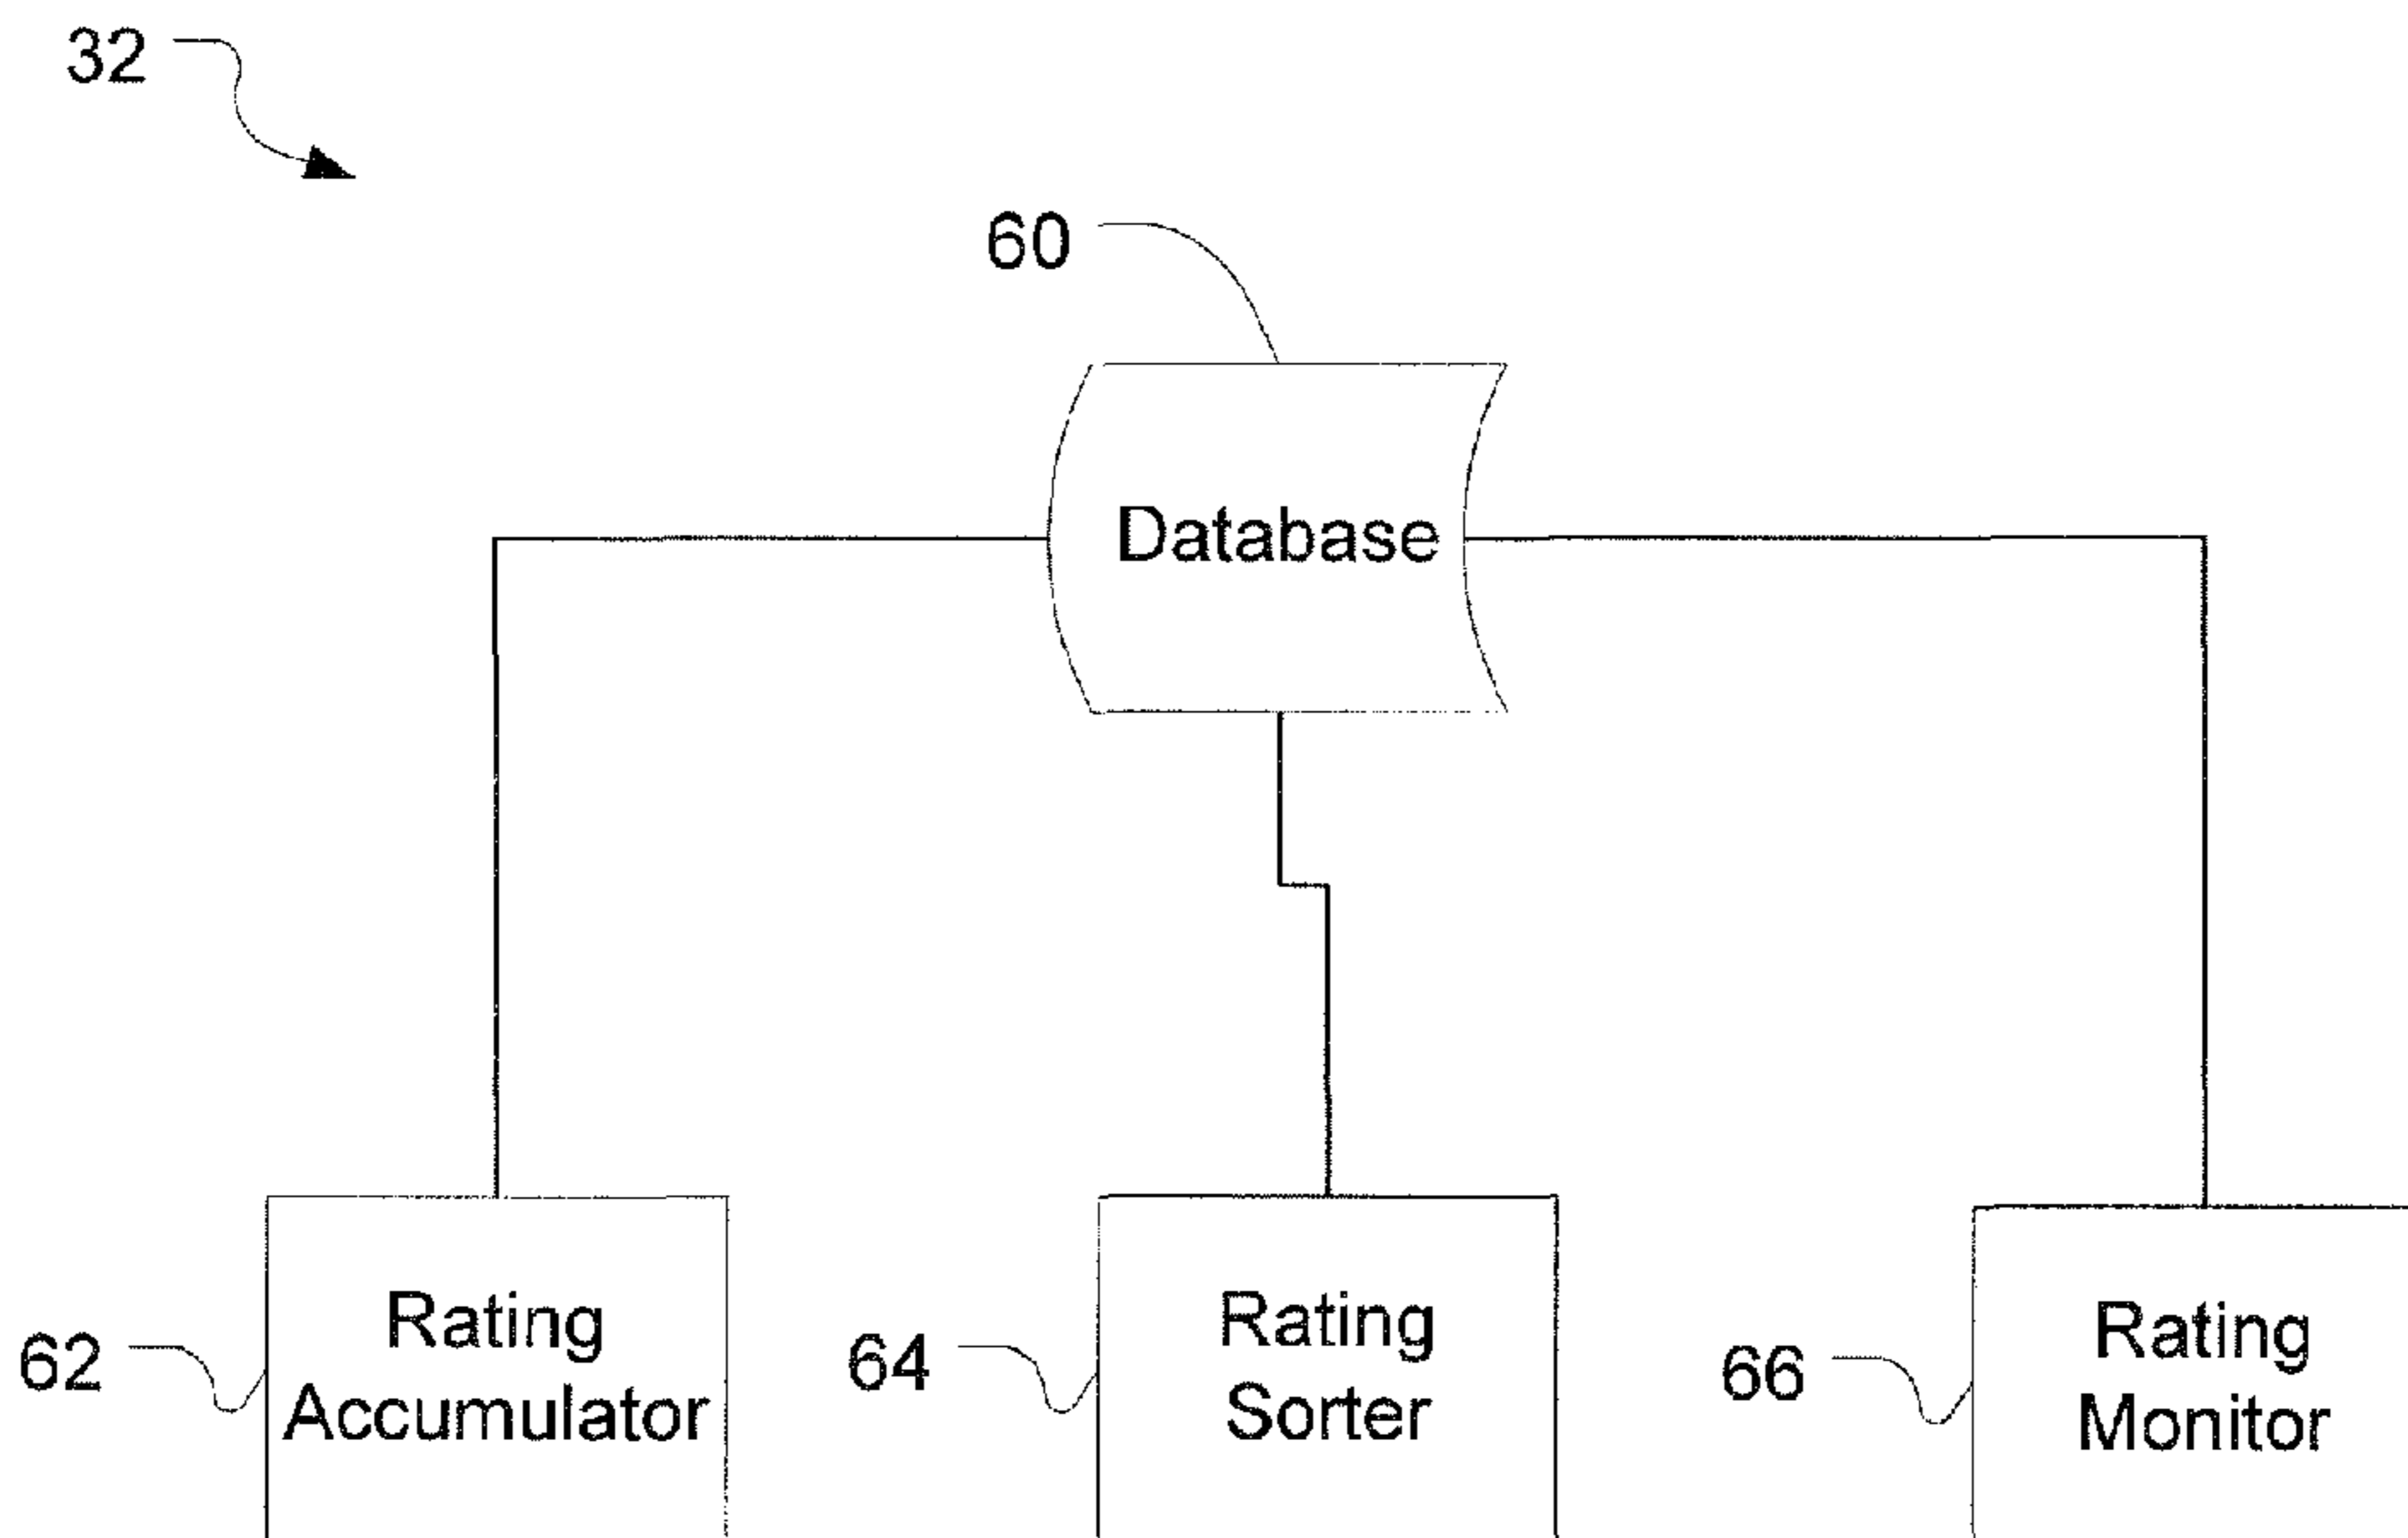 32
60
Database
62
Rating
Accumulator
64
Rating
Sorter
66
Rating
Monitor